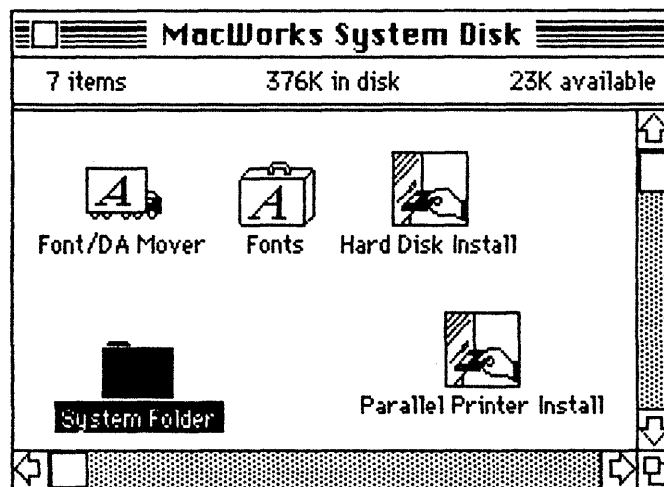 MacWorks System Disk
7 items 376K in disk 23K available
A A
Font/DA Mover Fonts Hard Disk Install
System Folder Parallel Printer Install